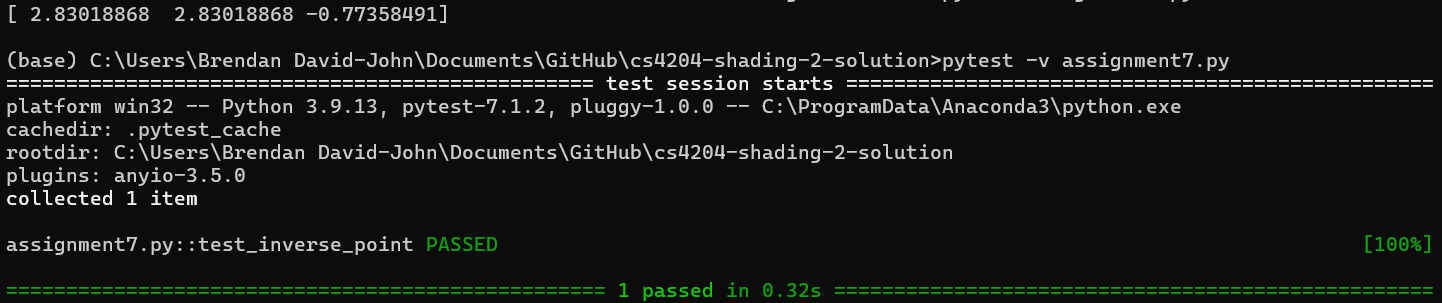 [ 2.83018868  2.83018868 -0.77358491]
(base) C:\Users\Brendan David-John\Documents\GitHub\cs4204-shading-2-solution>pytest -v assignment7.py
================================================= test session starts =================================================
platform win32 -- Python 3.9.13, pytest-7.1.2, pluggy-1.0.0 -- C:\ProgramData\Anaconda3\python.exe
cachedir: .pytest_cache
rootdir: C:\Users\Brendan David-John\Documents\GitHub\cs4204-shading-2-solution
plugins: anyio-3.5.0
collected 1 item
assignment7.py::test_inverse_point PASSED                                                                        [100%]
================================================== 1 passed in 0.32s ==================================================